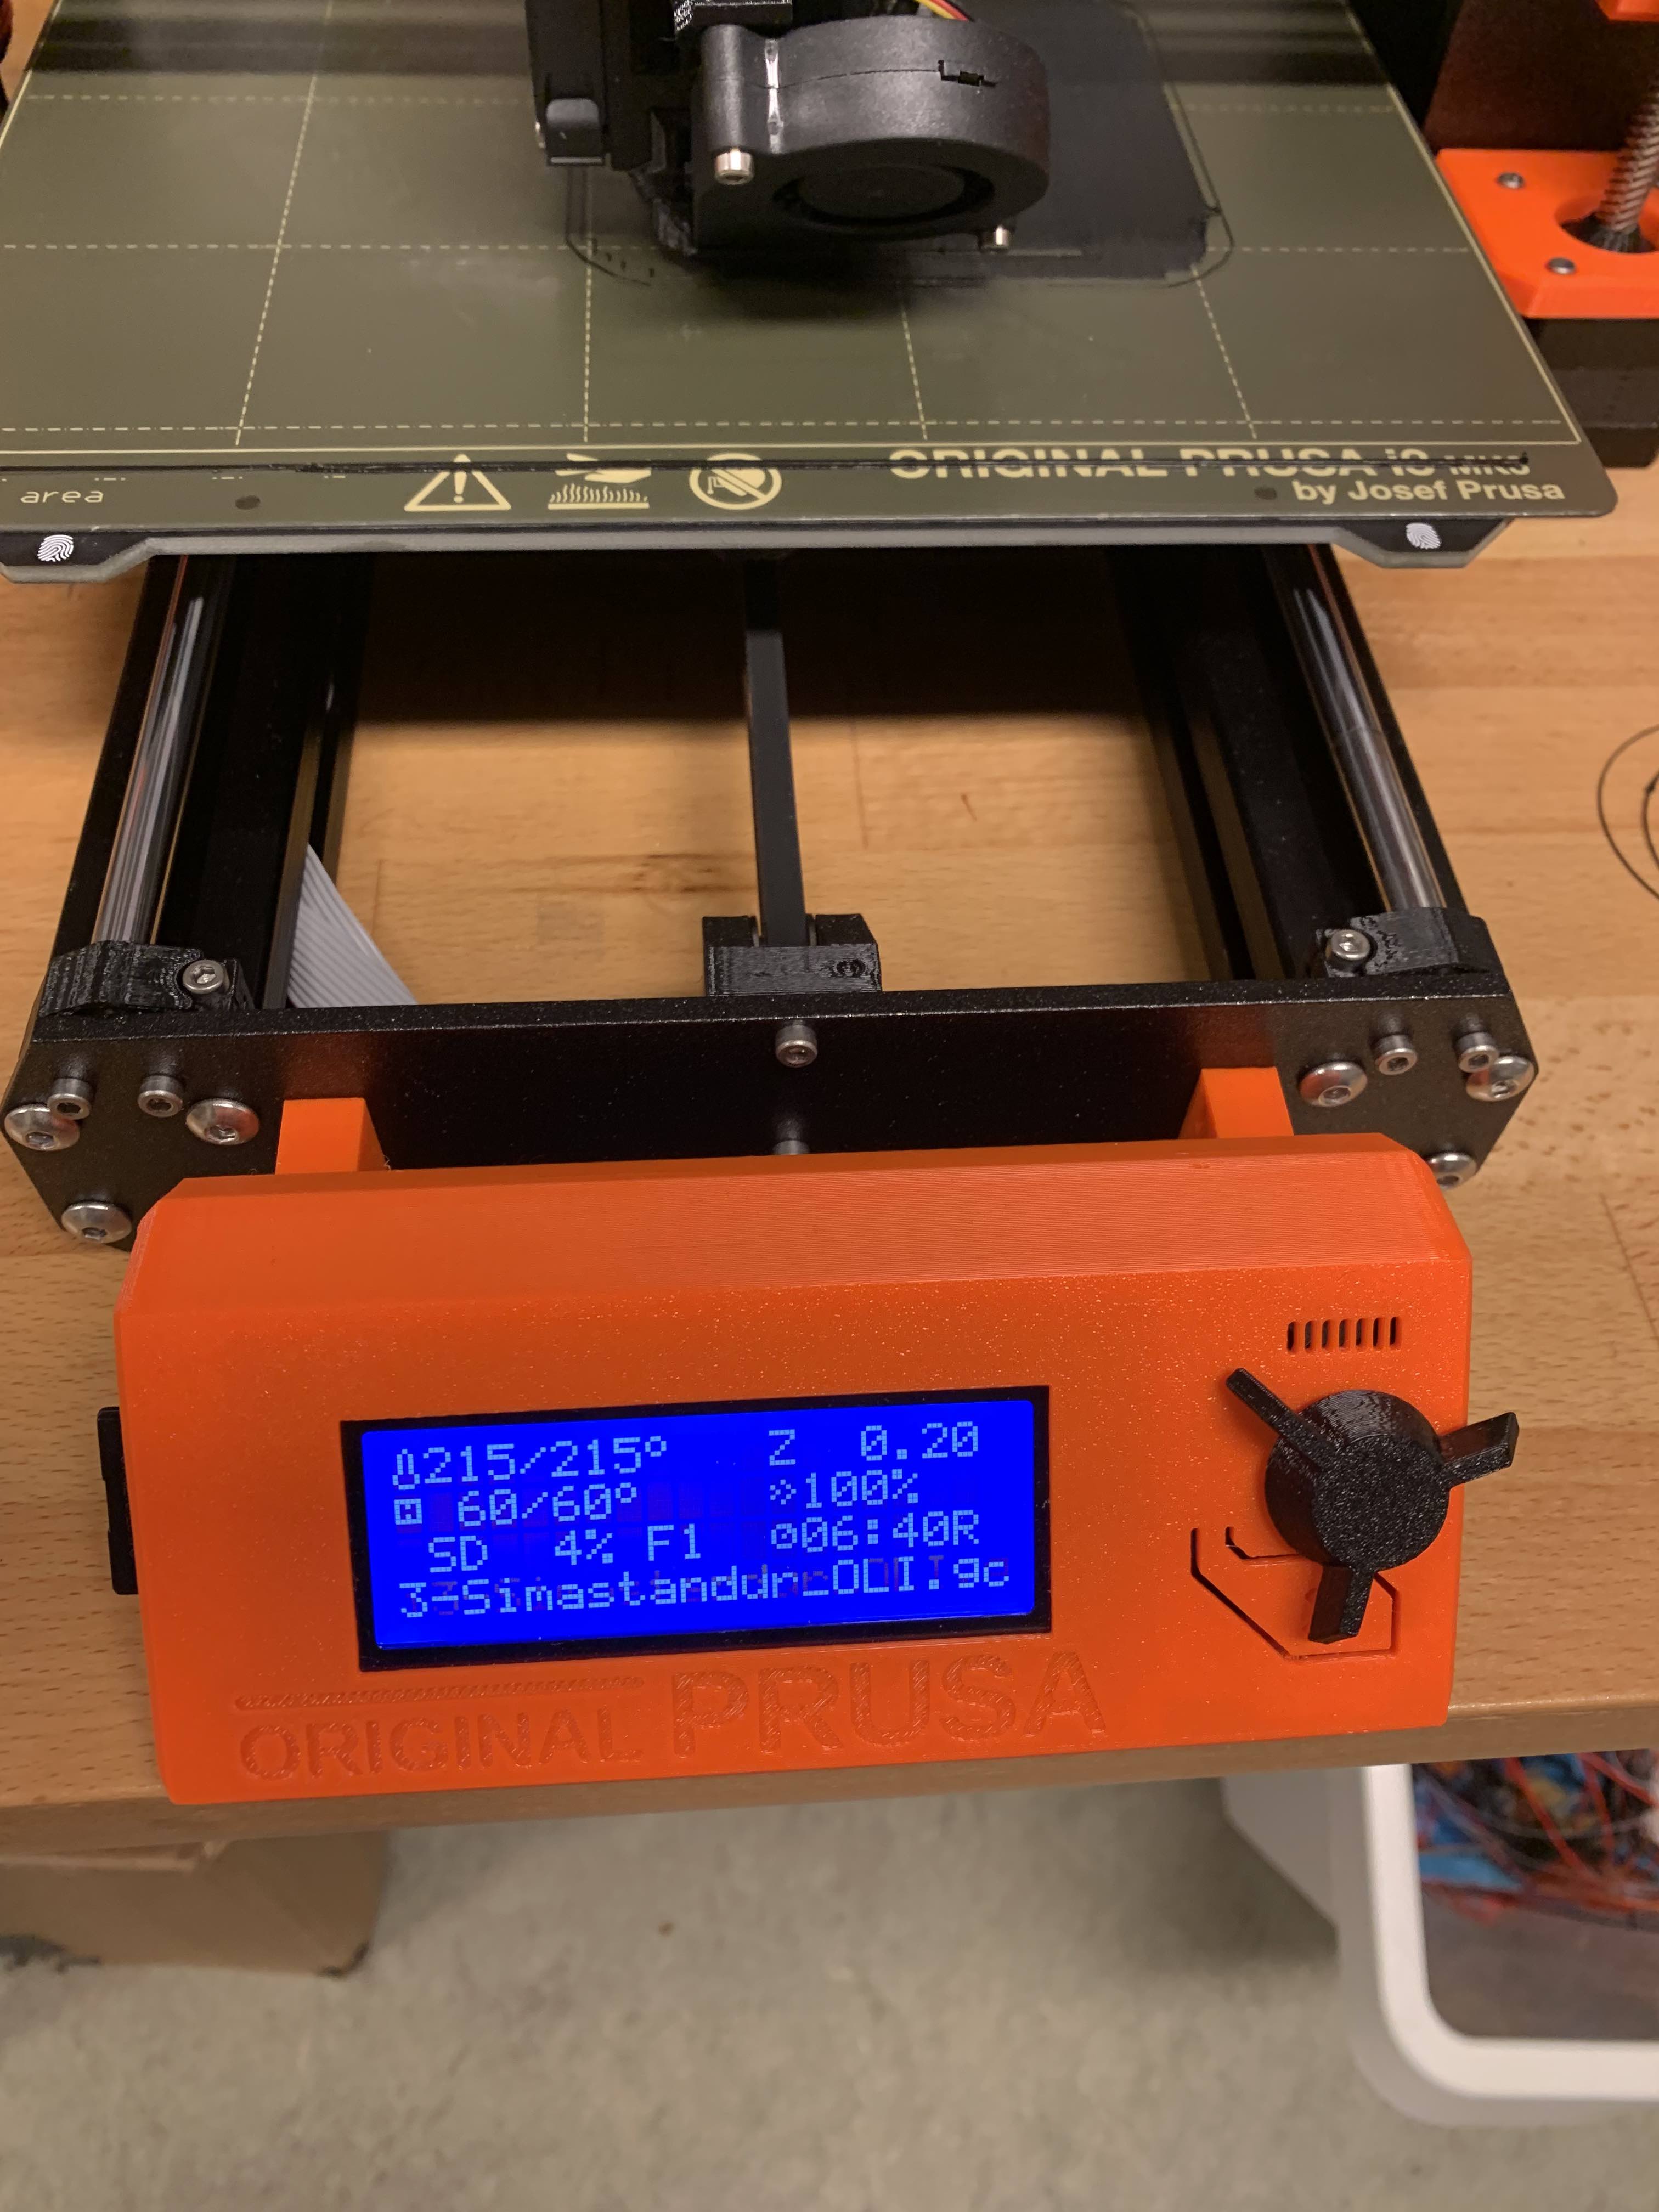 ORIGINAL PRUSA i3 MK3
by Josef Prusa
area
215/215° Z 0.20
60/60° 100%
SD 4% F1 06:40R
ORIGINAL PRUSA